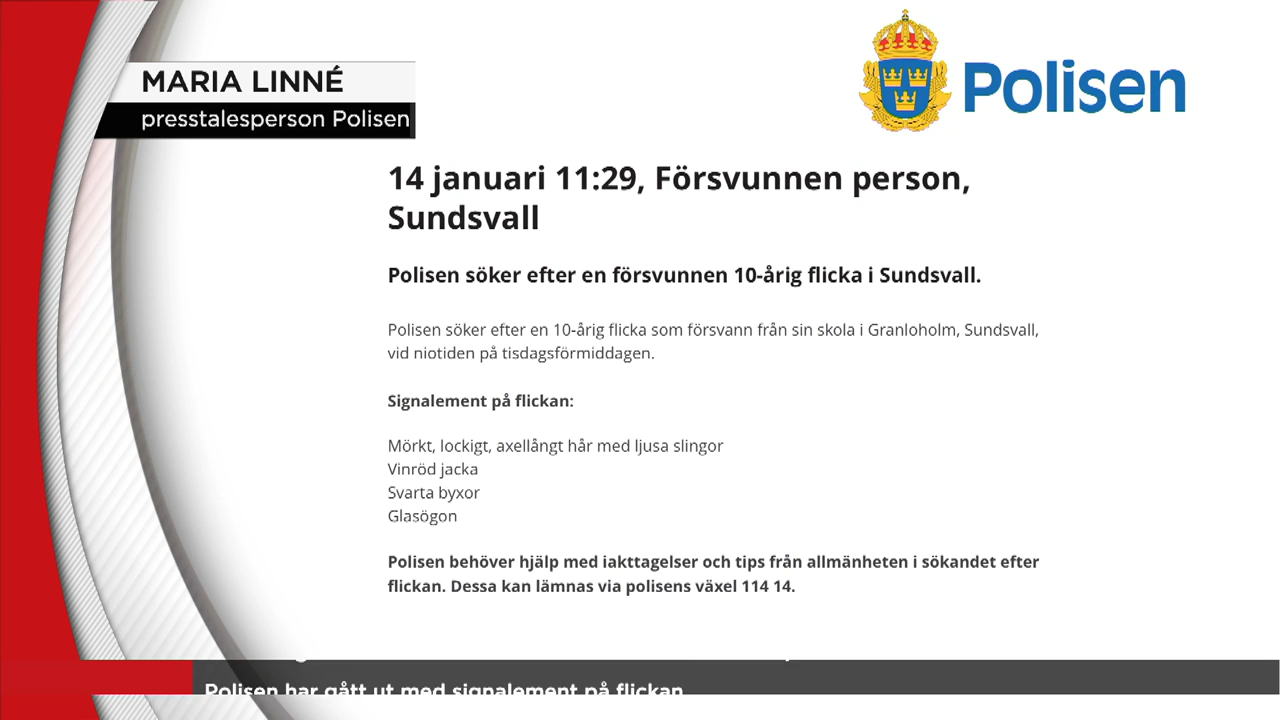 MARIA LINNÉ
presstalesperson Polisen
Polisen
14 januari 11:29, Försvunnen person,
Sundsvall
Polisen söker efter en försvunnen 10-årig flicka i Sundsvall.
Polisen söker efter en 10-årig flicka som försvann från sin skola i Granloholm, Sundsvall,
vid niotiden på tisdagsförmiddagen.
Signalement på flickan:
Mörkt, lockigt, axellångt hår med ljusa slingor
Vinröd jacka
Svarta byxor
Glasögon
Polisen behöver hjälp med iakttagelser och tips från allmänheten i sökandet efter
flickan. Dessa kan lämnas via polisens växel 114 14.
Polisen har gått ut med signalement på flickan